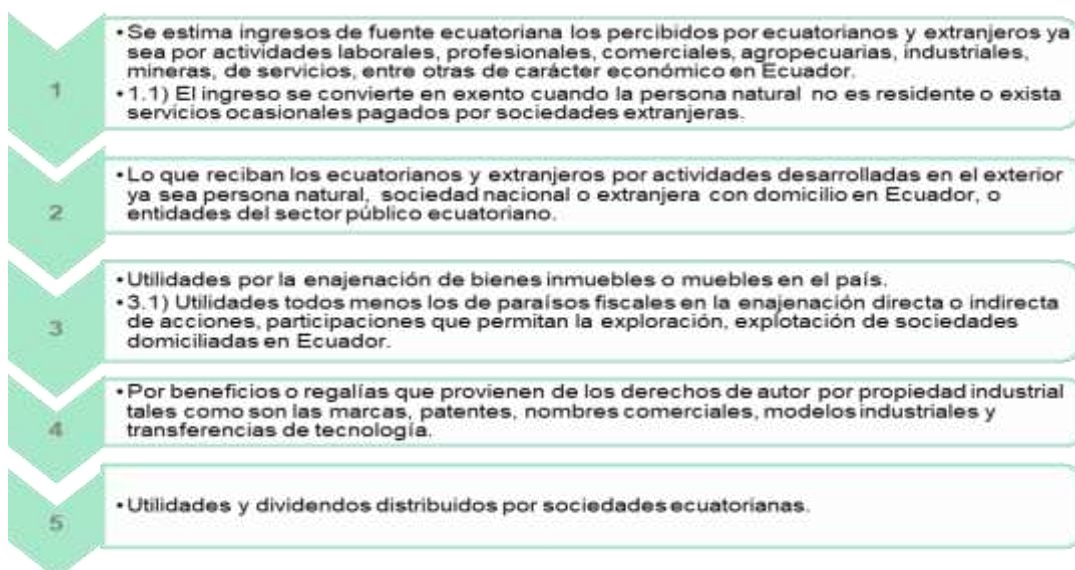 1
•Se estima ingresos de fuente ecuatoriana los percibidos por ecuatorianos y extranjeros ya
sea por actividades laborales, profesionales, comerciales, agropecuarias, industriales,
mineras, de servicios, entre otras de carácter económico en Ecuador.
•1.1) El ingreso se convierte en exento cuando la persona natural no es residente o exista
servicios ocasionales pagados por sociedades extranjeras.
2
•Lo que reciban los ecuatorianos y extranjeros por actividades desarrolladas en el exterior
ya sea persona natural, sociedad nacional o extranjera con domicilio en Ecuador, o
entidades del sector público ecuatoriano.
3
•Utilidades por la enajenación de bienes inmuebles o muebles en el país.
•3.1) Utilidades todos menos los de paraísos fiscales en la enajenación directa o indirecta
de acciones, participaciones que permitan la exploración, explotación de sociedades
domiciliadas en Ecuador.
4
•Por beneficios o regalías que provienen de los derechos de autor por propiedad industrial
tales como son las marcas, patentes, nombres comerciales, modelos industriales y
transferencias de tecnología.
5
•Utilidades y dividendos distribuidos por sociedades ecuatorianas.